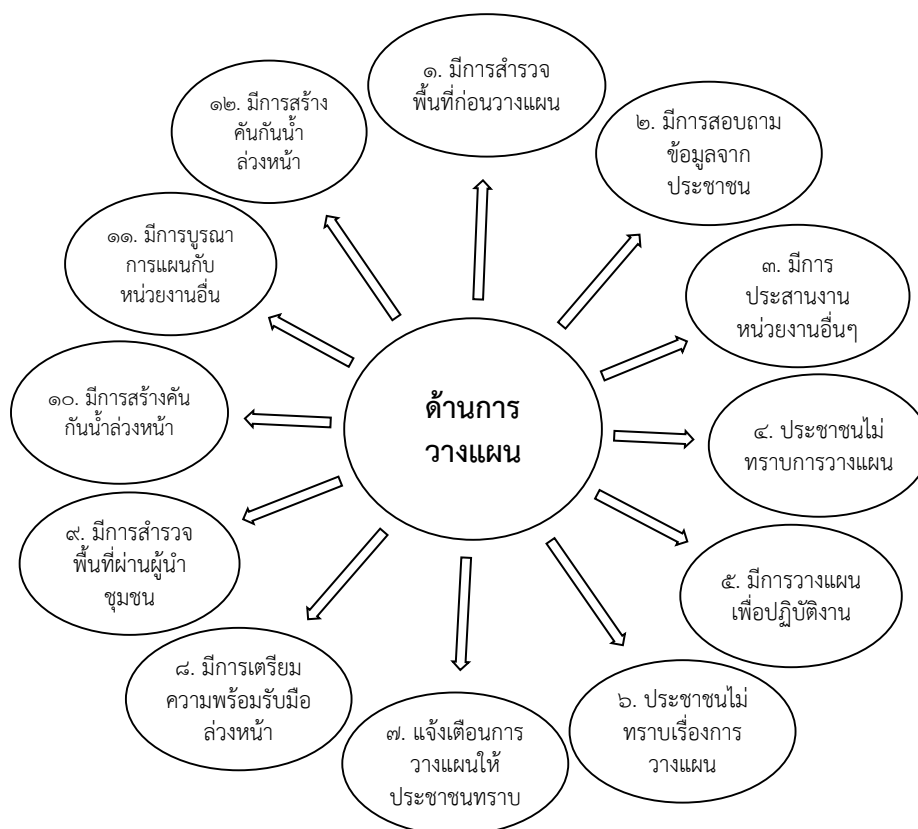 ๑. มีการสำรวจ
พื้นที่ก่อนวางแผน
๒. มีการสอบถาม
ข้อมูลจาก
ประชาชน
๓. มีการ
ประสานงาน
หน่วยงานอื่นๆ
๔. ประชาชนไม่
ทราบการวางแผน
๕. มีการวางแผน
เพื่อปฏิบัติงาน
๖. ประชาชนไม่
ทราบเรื่องการ
วางแผน
๗. แจ้งเตือนการ
วางแผนให้
ประชาชนทราบ
๘. มีการเตรียม
ความพร้อมรับมือ
ล่วงหน้า
๙. มีการสำรวจ
พื้นที่ผ่านผู้นำ
ชุมชน
๑๐. มีการสร้างคัน
กันน้ำล่วงหน้า
๑๑. มีการบูรณา
การแผนกับ
หน่วยงานอื่น
๑๒. มีการสร้าง
คันกันน้ำ
ล่วงหน้า
ด้านการ
วางแผน